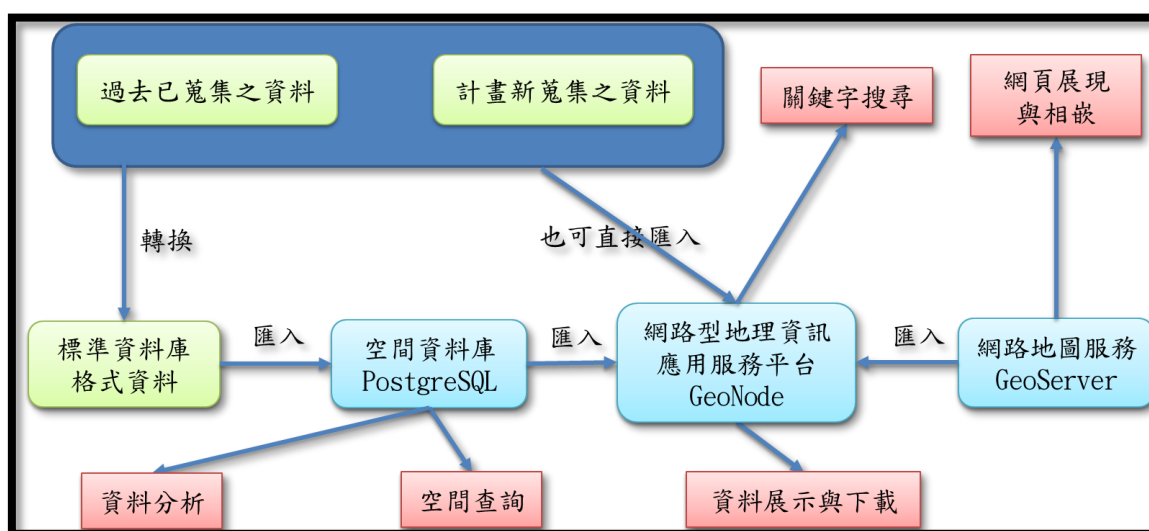 過去已蒐集之資料
計畫新蒐集之資料
關鍵字搜尋
網頁展現
與相嵌
轉換
也可直接匯入
標準資料庫
格式資料
匯入
空間資料庫
PostgreSQL
匯入
網路型地理資訊
應用服務平台
GeoNode
匯入
網路地圖服務
GeoServer
資料分析
空間查詢
資料展示與下載